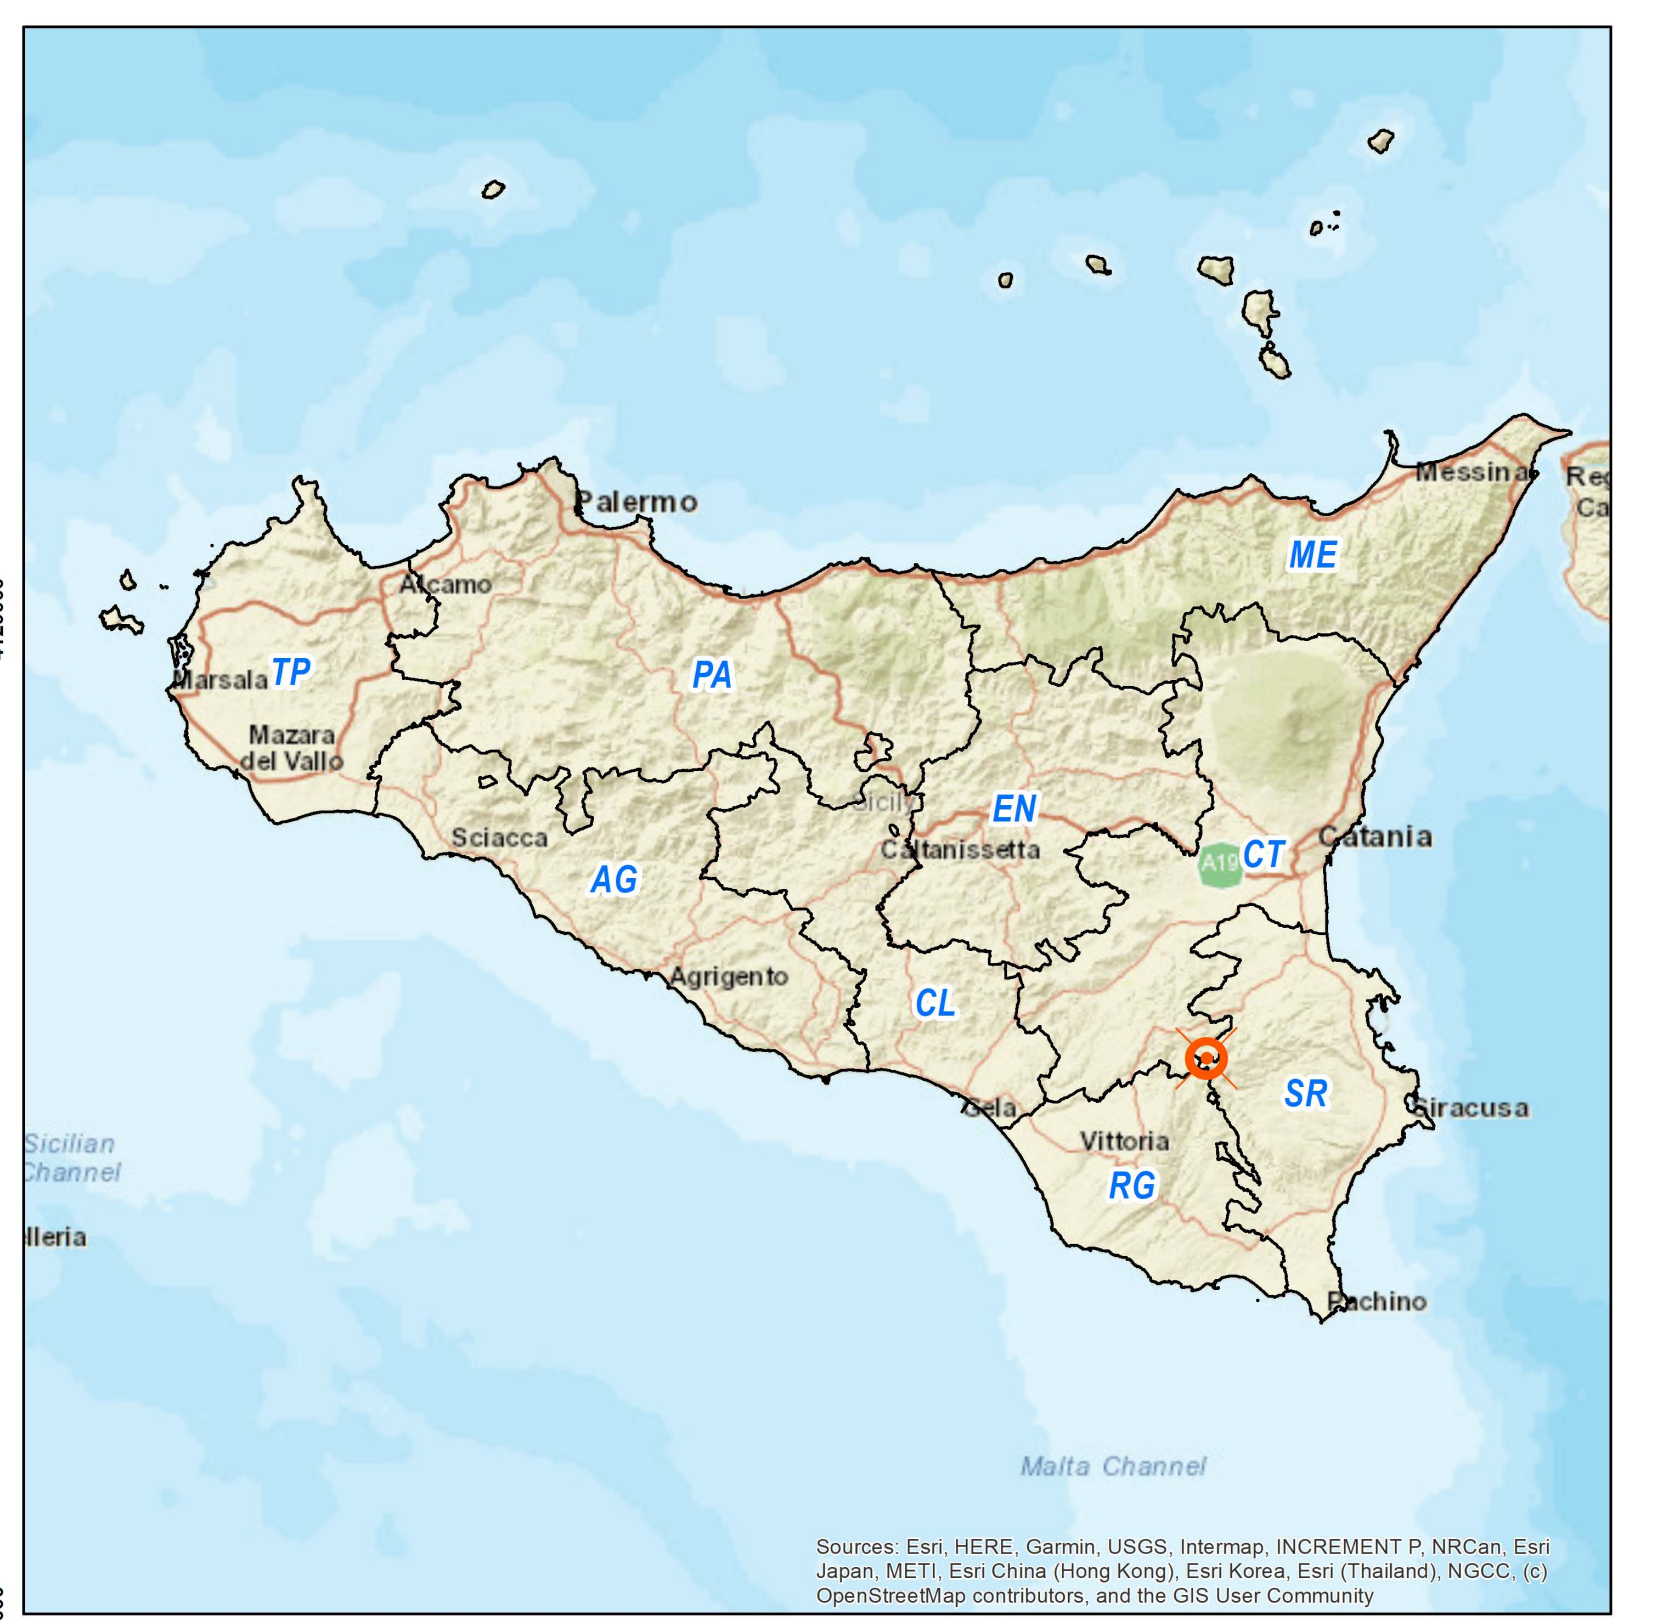 Messina
Reg
Ca
Palermo
ME
Alcamo
TP
Marsala
PA
Mazara
del Vallo
Sicily
EN
Sciacca
Caltanissetta
A19
CT
Catania
AG
Agrigento
CL
SR
Gela
Siracusa
Vittoria
Sicilian
Channel
RG
lleria
Pachino
Malta Channel
Sources: Esri, HERE, Garmin, USGS, Intermap, INCREMENT P, NRCan, Esri
Japan, METI, Esri China (Hong Kong), Esri Korea, Esri (Thailand), NGCC, (c)
OpenStreetMap contributors, and the GIS User Community